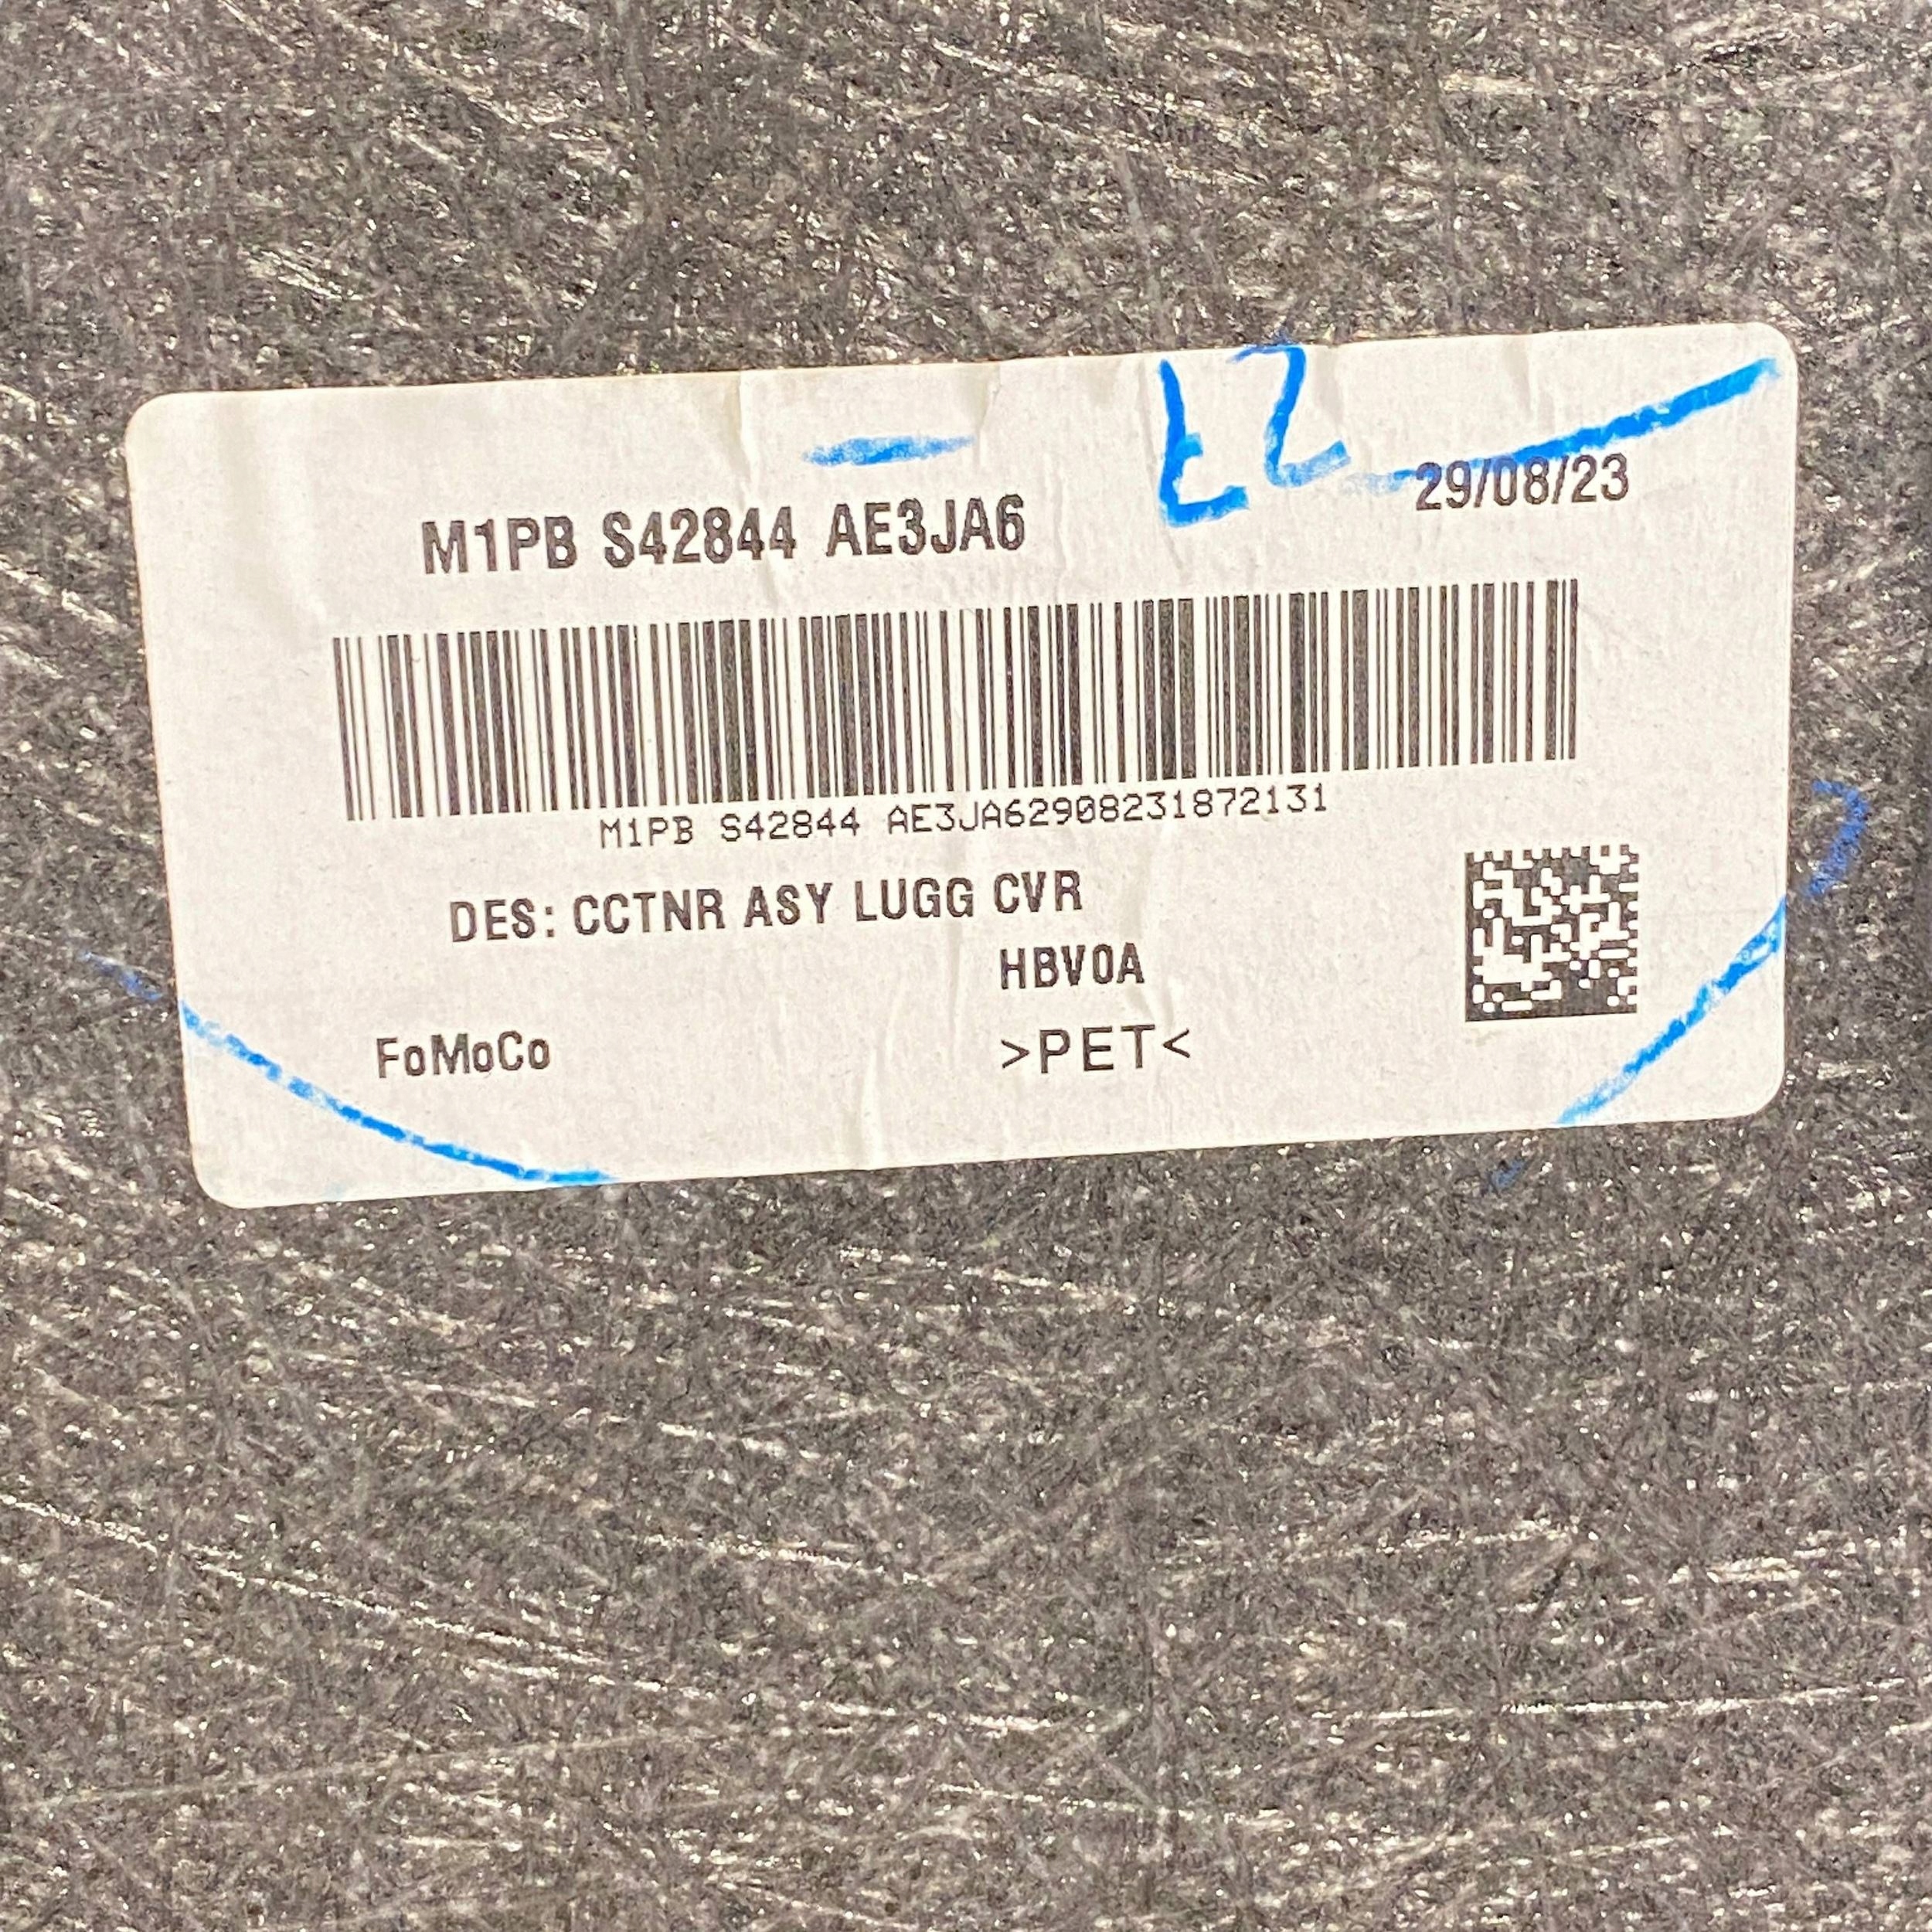 M1PB S42844 AE3JA6
29/08/23
M1PB S42844 AE3JA62908231872131
DES: CCTNR ASY LUGG CVR
HBV0A
FoMoCo
>PET<